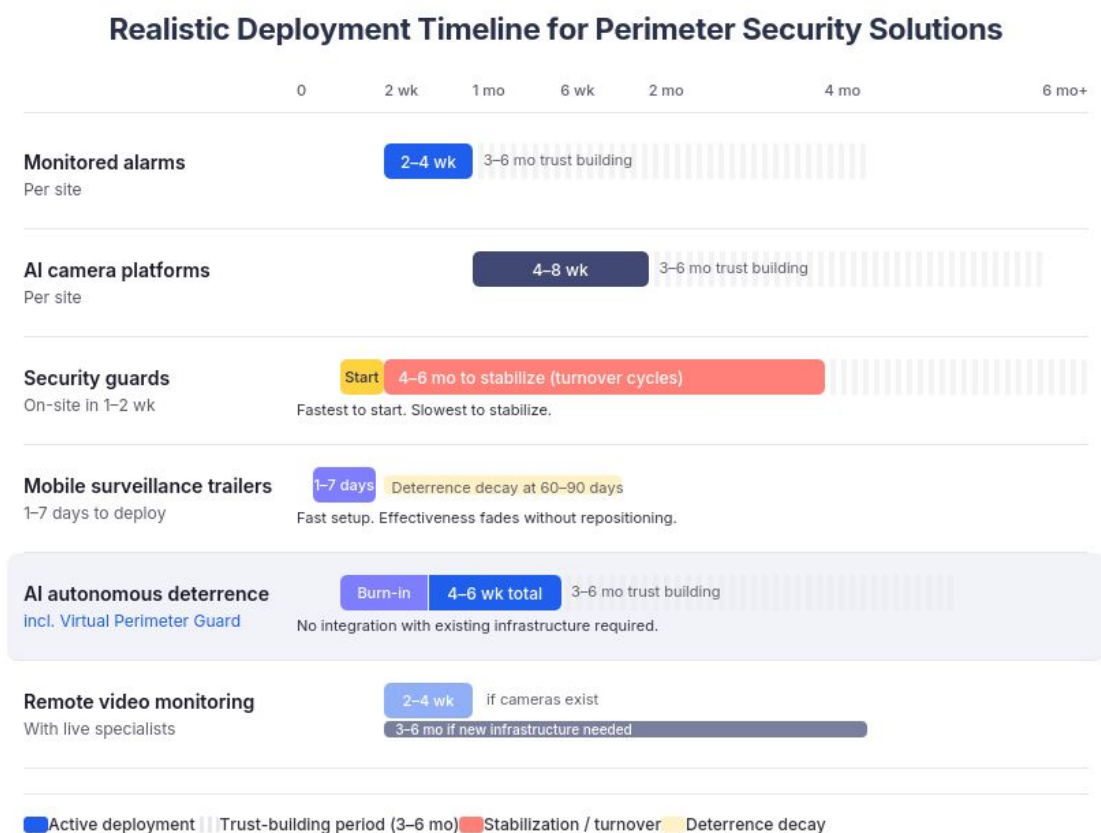 Realistic Deployment Timeline for Perimeter Security Solutions
0 2 wk 1 mo 6 wk 2 mo 4 mo 6 mo+
Monitored alarms
Per site
2–4 wk
3–6 mo trust building
AI camera platforms
Per site
4–8 wk
3–6 mo trust building
Security guards
On-site in 1–2 wk
Start
4–6 mo to stabilize (turnover cycles)
Fastest to start. Slowest to stabilize.
Mobile surveillance trailers
1–7 days to deploy
1–7 days
Deterrence decay at 60–90 days
Fast setup. Effectiveness fades without repositioning.
AI autonomous deterrence
incl. Virtual Perimeter Guard
Burn-in
4–6 wk total
3–6 mo trust building
No integration with existing infrastructure required.
Remote video monitoring
With live specialists
2–4 wk
if cameras exist
3–6 mo if new infrastructure needed
Active deployment Trust-building period (3–6 mo) Stabilization / turnover Deterrence decay